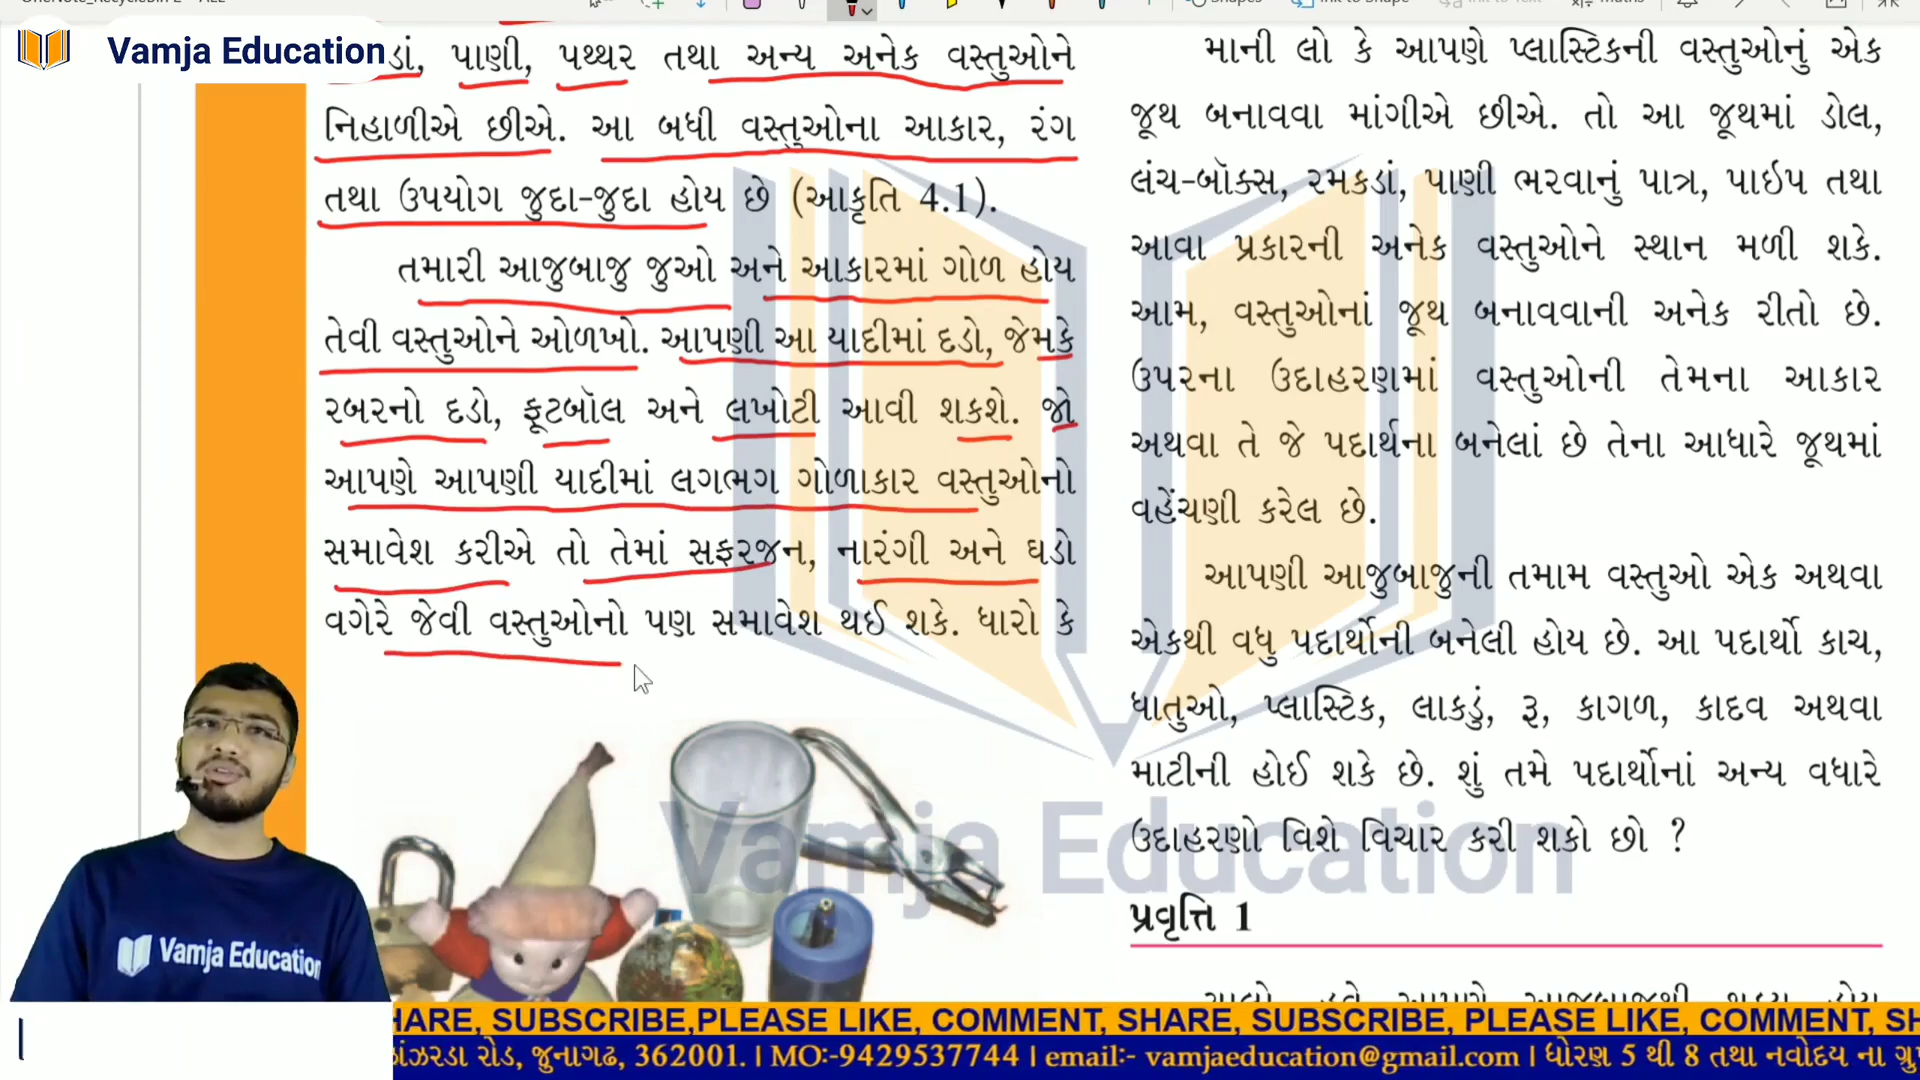 Vamja Education
પાણી, પથ્થર તથા અન્ય અનેક વસ્તુઓને
નિહાળીએ છીએ. આ બધી વસ્તુઓના આકાર, રંગ
તથા ઉપયોગ જુદા-જુદા હોય છે (આકૃતિ 4.1).
તમારી આજુબાજુ જુઓ અને આકારમાં ગોળ હોય
તેવી વસ્તુઓને ઓળખો. આપણી આ યાદીમાં દડો, જેમકે
રબરનો દડો, ફૂટબૉલ અને લખોટી આવી શકશે. જો
આપણે આપણી યાદીમાં લગભગ ગોળાકાર વસ્તુઓનો
સમાવેશ કરીએ તો તેમાં સફરજન, નારંગી અને ઘડો
વગેરે જેવી વસ્તુઓનો પણ સમાવેશ થઈ શકે. ધારો કે
માની લો કે આપણે પ્લાસ્ટિકની વસ્તુઓનું એક
જૂથ બનાવવા માંગીએ છીએ. તો આ જૂથમાં ડોલ,
લંચ-બૉક્સ, રમકડાં, પાણી ભરવાનું પાત્ર, પાઇપ તથા
આવા પ્રકારની અનેક વસ્તુઓને સ્થાન મળી શકે.
આમ, વસ્તુઓનાં જૂથ બનાવવાની અનેક રીતો છે.
ઉપરના ઉદાહરણમાં વસ્તુઓની તેમના આકાર
અથવા તે જે પદાર્થના બનેલાં છે તેના આધારે જૂથમાં
વહેંચણી કરેલ છે.
આપણી આજુબાજુની તમામ વસ્તુઓ એક અથવા
એકથી વધુ પદાર્થોની બનેલી હોય છે. આ પદાર્થો કાચ,
ધાતુઓ, પ્લાસ્ટિક, લાકડું, રૂ, કાગળ, કાદવ અથવા
માટીની હોઈ શકે છે. શું તમે પદાર્થોનાં અન્ય વધારે
ઉદાહરણો વિશે વિચાર કરી શકો છો ?
પ્રવૃત્તિ 1
Vamja Education
Vamja Education
HARE, SUBSCRIBE,PLEASE LIKE, COMMENT, SHARE, SUBSCRIBE, PLEASE LIKE, COMMENT, SH
રોડ, જુનાગઢ, 362001. | MO:-9429537744 | email:- vamjaeducation@gmail.com | ધોરણ 5 થી 8 તથા નવોદય ના